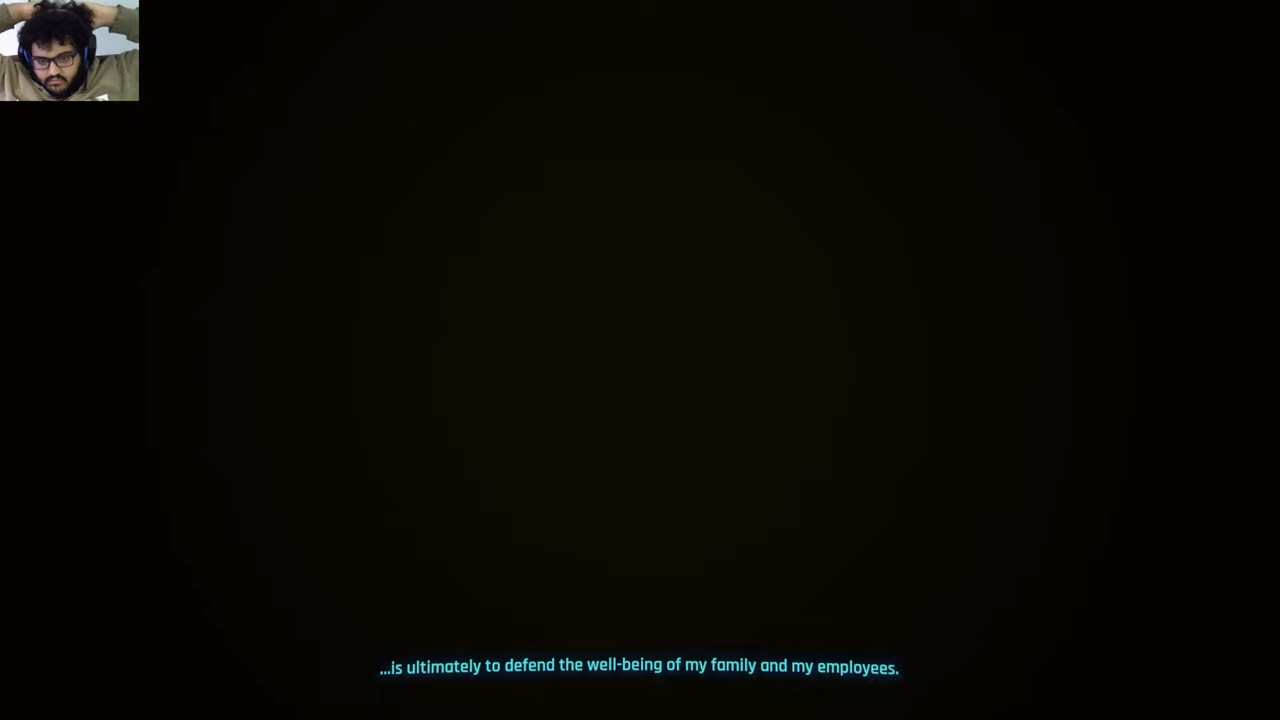 ...is ultimately to defend the well-being of my family and my employees.